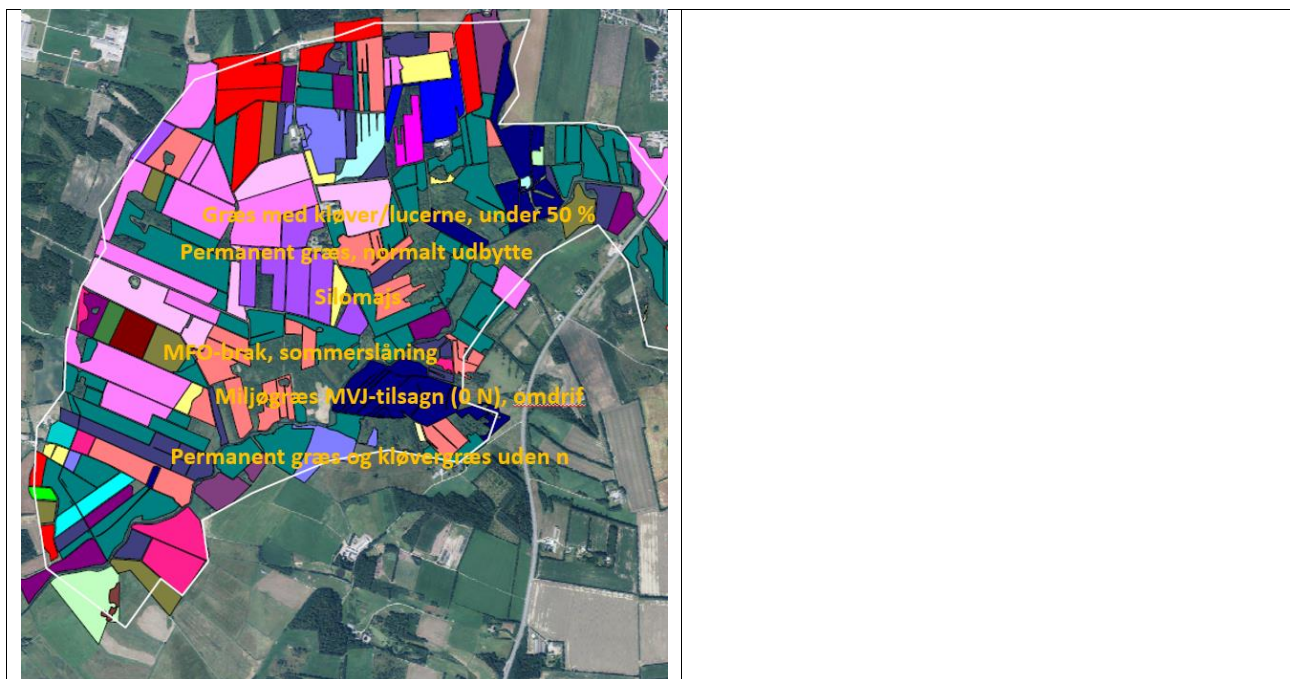 Græs med kløver/lucerne, under 50 %
Permanent græs, normalt udbytte
Silomajs
MFO-brak, sommerslåning
Miljøgræs MVJ-tilsagn (0 N), omdrif
Permanent græs og kløvergræs uden n